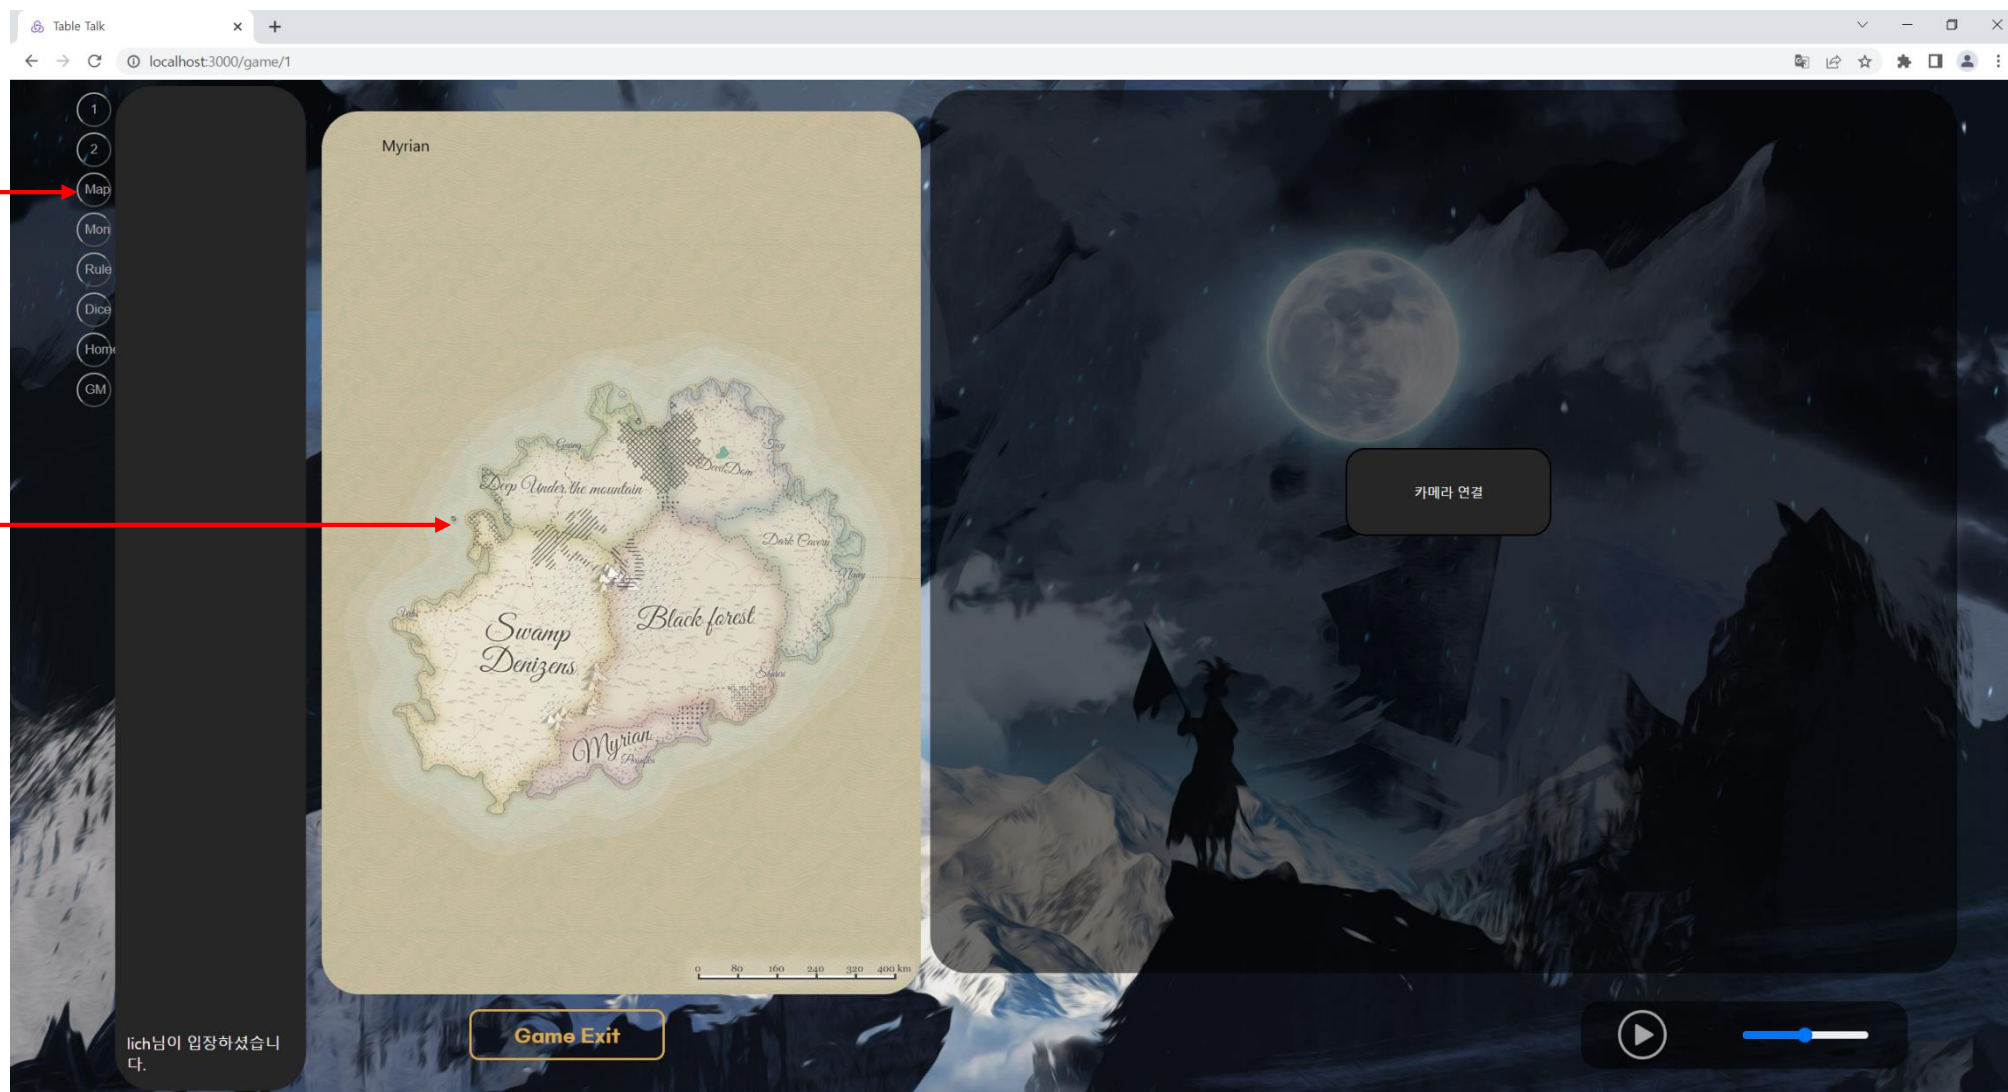 Table Talk
localhost:3000/game/1
1
2
Map
Mon
Rule
Dice
Home
GM
Myrian
Deep Under the mountain
DevilDom
Dark Cavern
Swamp
Denizens
Black forest
Myrian
0 80 160 240 320 400 km
카메라 연결
lich님이 입장하셨습니
다.
Game Exit